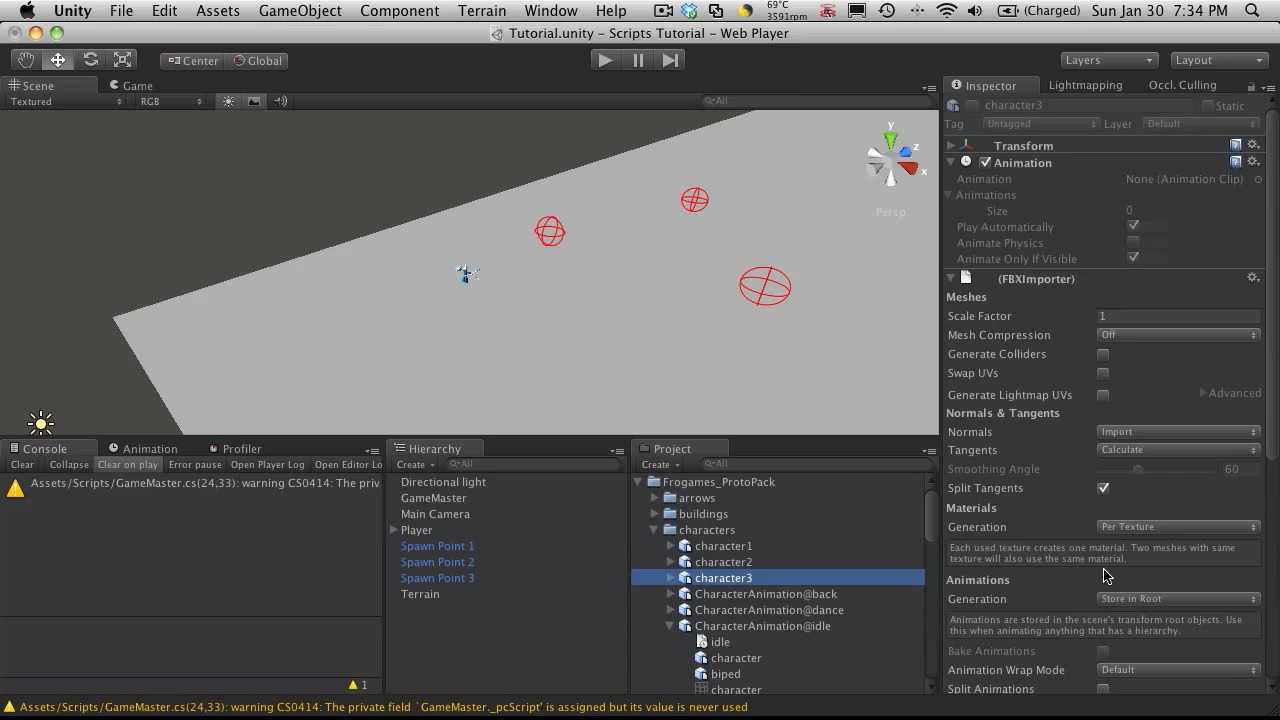 Unity File Edit Assets GameObject Component Terrain Window Help 69°C 3591rpm (Charged) Sun Jan 30 7:34 PM
Tutorial.unity - Scripts Tutorial - Web Player
Center Global Layers Layout
Scene Game
Textured RGB All
y
z
x
Persp
Inspector Lightmapping Occl. Culling
character3 Static
Tag Untagged Layer Default
Transform
Animation
Animation None (Animation Clip)
Animations
Size 0
Play Automatically
Animate Physics
Animate Only If Visible
(FBXImporter)
Meshes
Scale Factor 1
Mesh Compression Off
Generate Colliders
Swap UVs
Generate Lightmap UVs Advanced
Normals & Tangents
Normals Import
Tangents Calculate
Smoothing Angle 60
Split Tangents
Materials
Generation Per Texture
Each used texture creates one material. Two meshes with same
texture will also use the same material.
Animations
Generation Store in Root
Animations are stored in the scene's transform root objects. Use
this when animating anything that has a hierarchy.
Bake Animations
Animation Wrap Mode Default
Split Animations
Console Animation Profiler
Clear Collapse Clear on play Error pause Open Player Log Open Editor Lo
Assets/Scripts/GameMaster.cs(24,33): warning CS0414: The priva
1
Hierarchy
Create All
Directional light
GameMaster
Main Camera
Player
Spawn Point 1
Spawn Point 2
Spawn Point 3
Terrain
Project
Create All
Frogames_ProtoPack
arrows
buildings
characters
character1
character2
character3
CharacterAnimation@back
CharacterAnimation@dance
CharacterAnimation@idle
idle
character
biped
character
Assets/Scripts/GameMaster.cs(24,33): warning CS0414: The private field `GameMaster._pcScript' is assigned but its value is never used